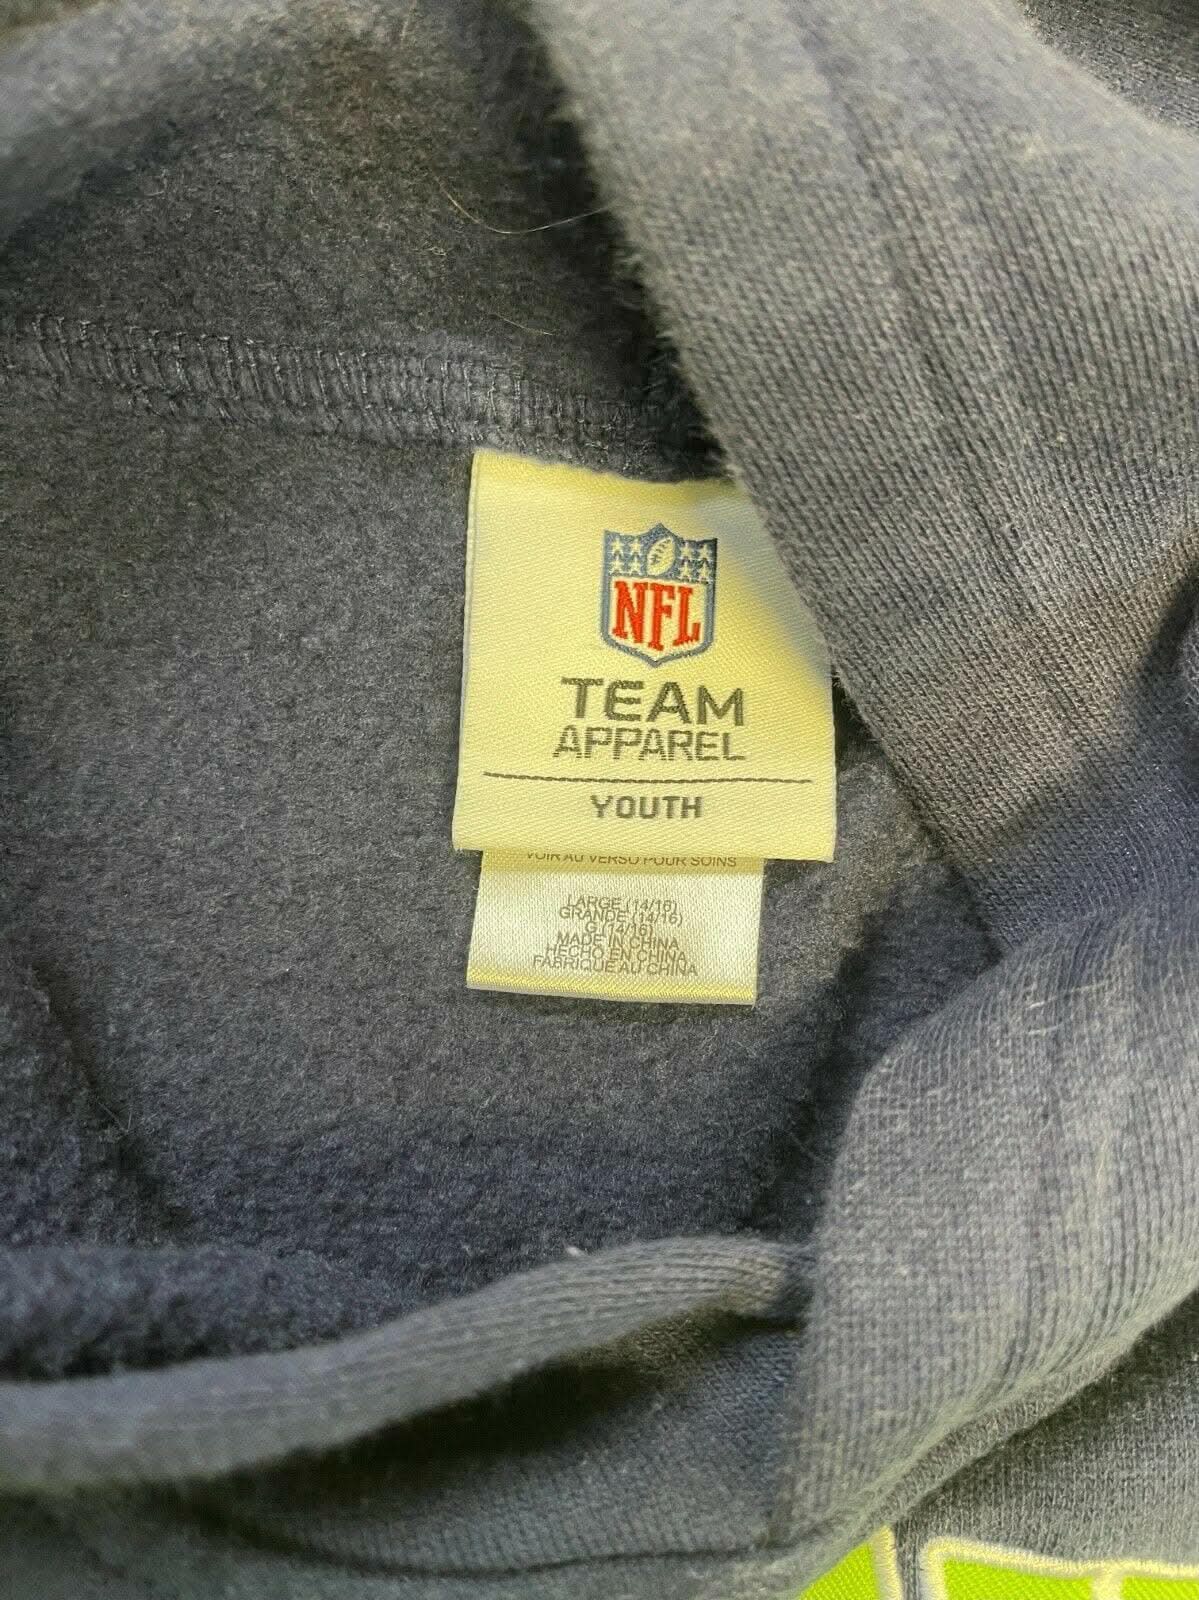 NFL
TEAM
APPAREL
YOUTH
VOIR AU VERSO POUR SOINS
LARGE (14/16)
GRANDE (14/16)
G (14/16)
MADE IN CHINA
HECHO EN CHINA
FABRIQUÉ AU CHINA